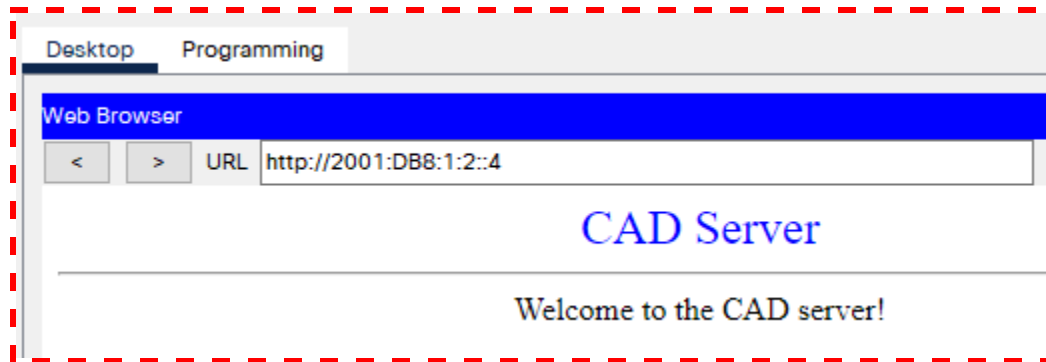 Desktop Programming
Web Browser
< > URL http://2001:DB8:1:2::4
CAD Server
Welcome to the CAD server!